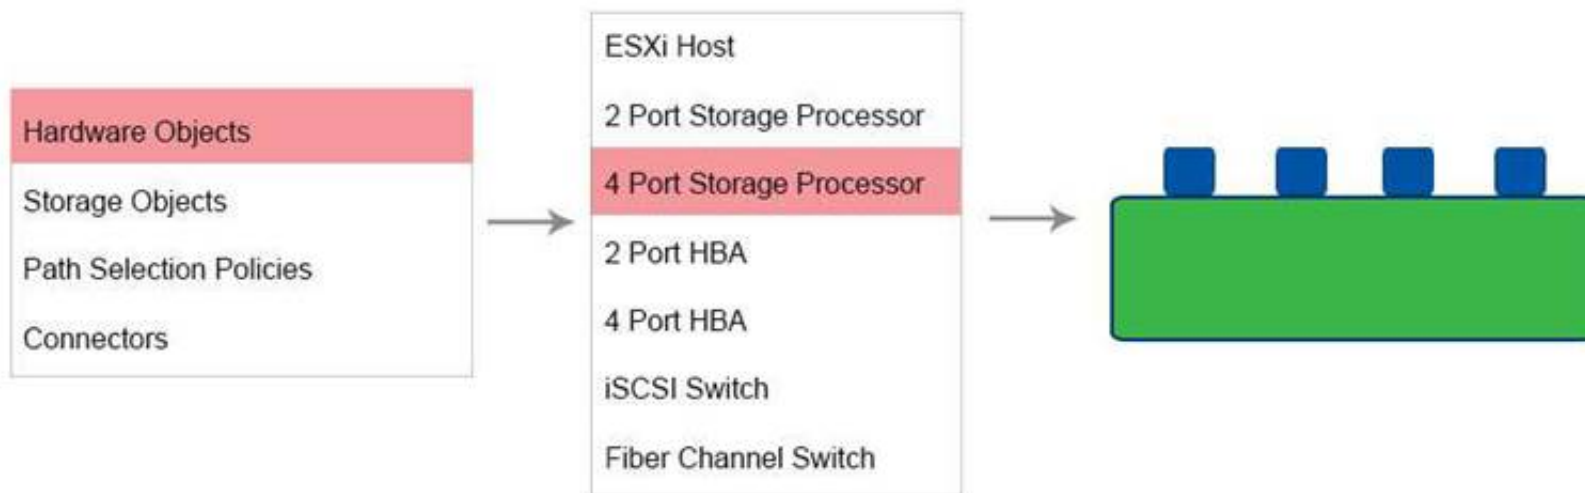 Hardware Objects
Storage Objects
Path Selection Policies
Connectors
ESXi Host
2 Port Storage Processor
4 Port Storage Processor
2 Port HBA
4 Port HBA
iSCSI Switch
Fiber Channel Switch